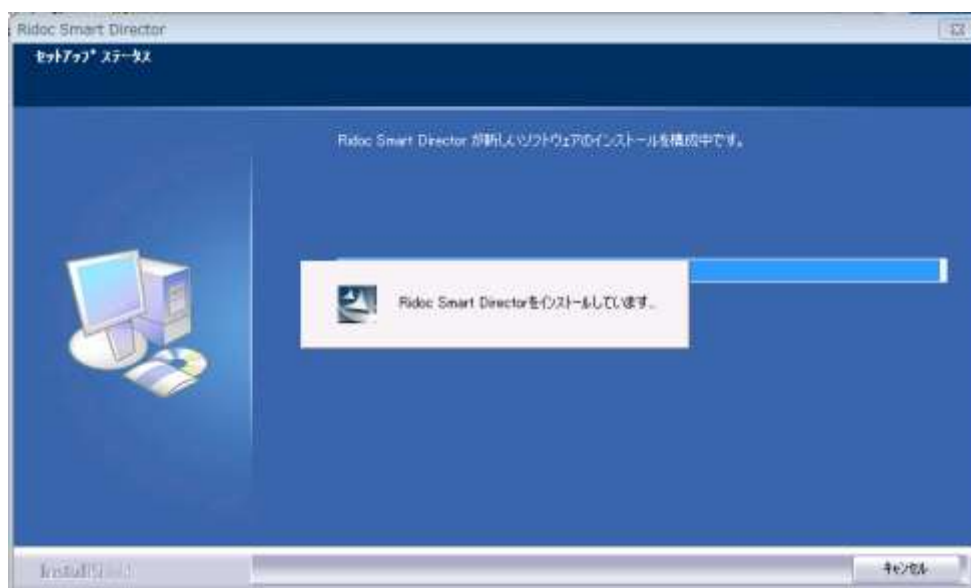 Ridoc Smart Director
セットアップ ステータス
Ridoc Smart Director が新しいソフトウェアのインストールを構成中です。
Ridoc Smart Directorをインストールしています.
InstallShield
キャンセル